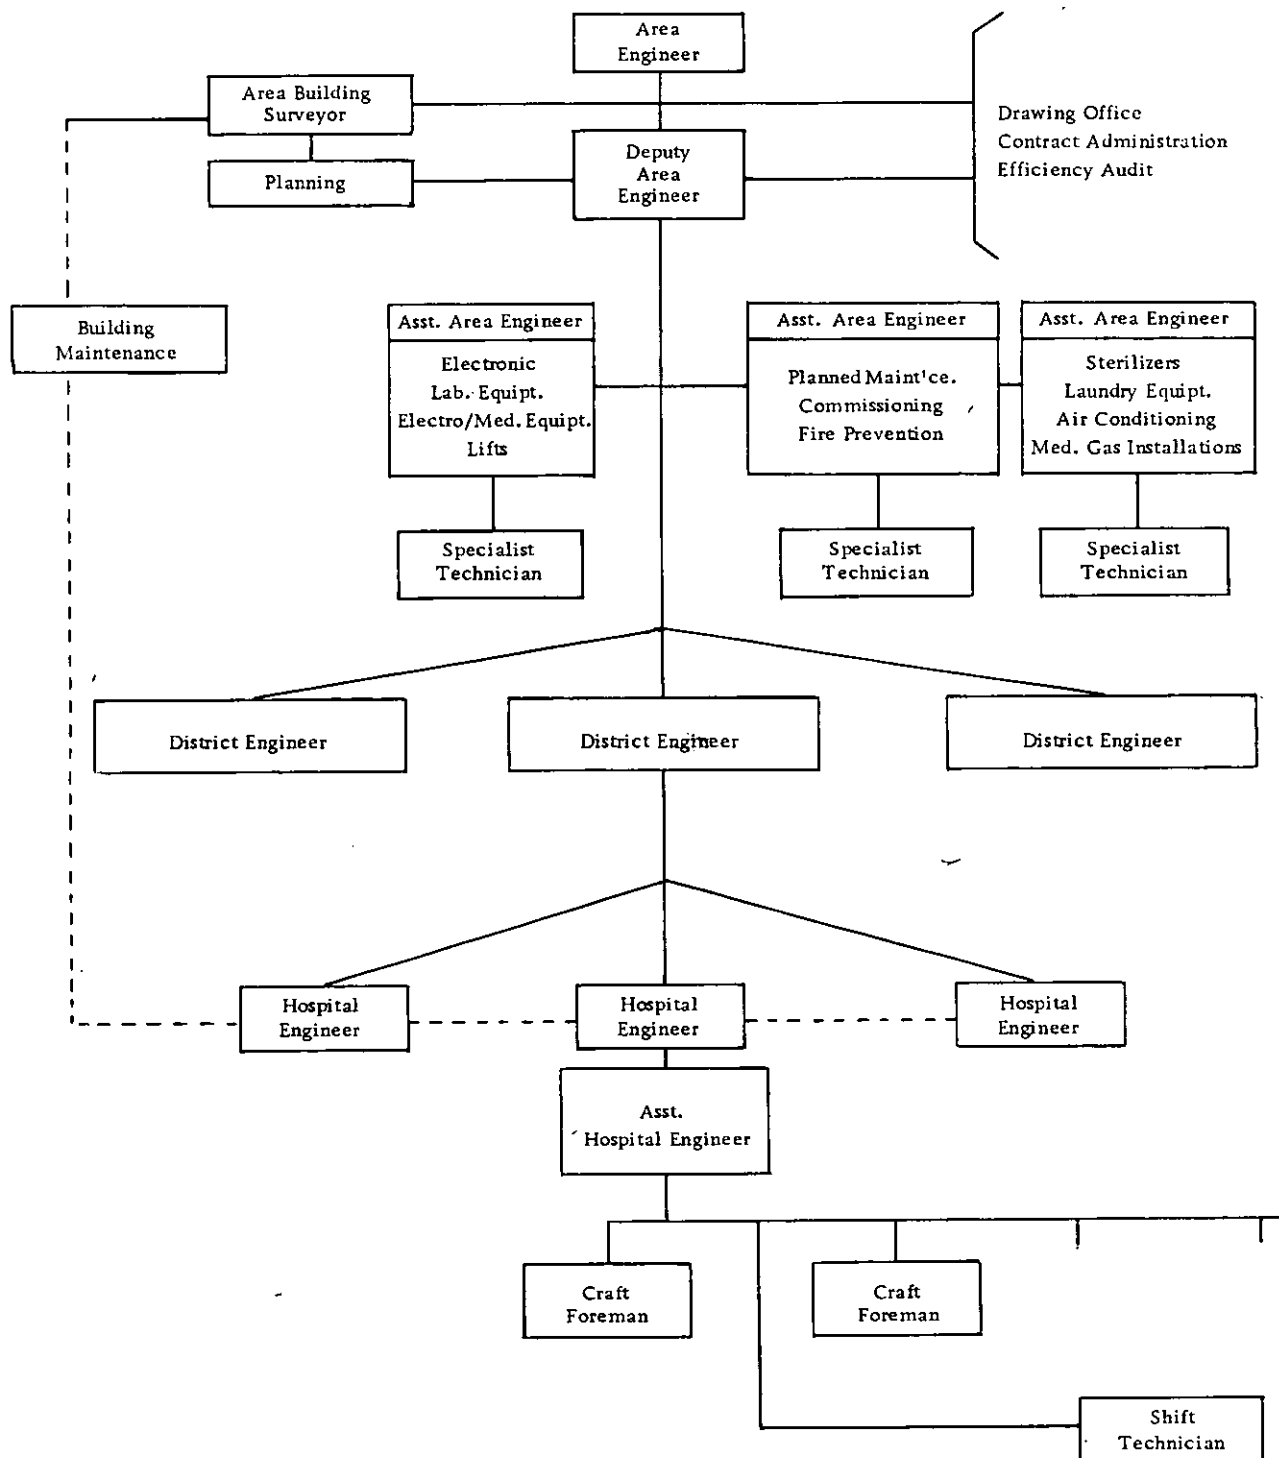 Area
Engineer
Area Building
Surveyor
Drawing Office
Contract Administration
Efficiency Audit
Deputy
Area
Engineer
Planning
Building
Maintenance
Asst. Area Engineer
Electronic
Lab. Equipt.
Electro/Med. Equipt.
Lifts
Asst. Area Engineer
Planned Maint'ce.
Commissioning
Fire Prevention
Asst. Area Engineer
Sterilizers
Laundry Equipt.
Air Conditioning
Med. Gas Installations
Specialist
Technician
Specialist
Technician
Specialist
Technician
District Engineer
District Engineer
District Engineer
Hospital
Engineer
Hospital
Engineer
Hospital
Engineer
Asst.
Hospital Engineer
Craft
Foreman
Craft
Foreman
Shift
Technician